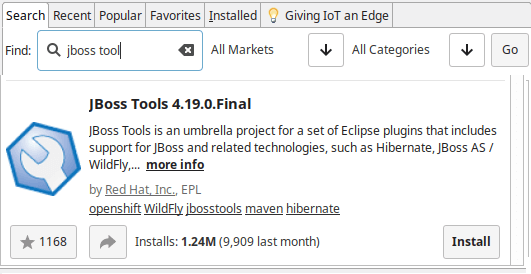 Search Recent Popular Favorites Installed Giving IoT an Edge
Find: jboss tool All Markets All Categories Go
JBoss Tools 4.19.0.Final
JBoss Tools is an umbrella project for a set of Eclipse plugins that includes
support for JBoss and related technologies, such as Hibernate, JBoss AS /
WildFly,... more info
by Red Hat, Inc., EPL
openshift WildFly jbosstools maven hibernate
1168 Installs: 1.24M (9,909 last month) Install